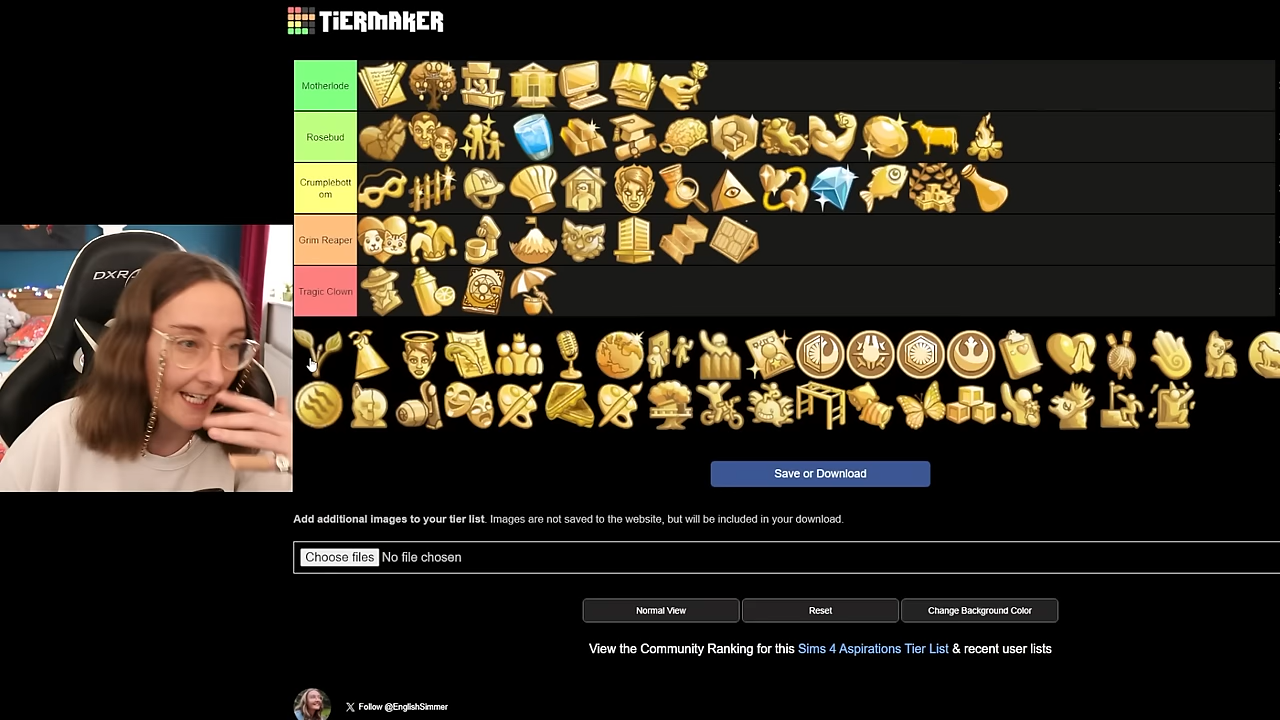 TiERMAKER
Motherlode
Rosebud
Crumplebott
om
Grim Reaper
Tragic Clown
DXR
Save or Download
Add additional images to your tier list. Images are not saved to the website, but will be included in your download.
Choose files No file chosen
Normal View Reset Change Background Color
View the Community Ranking for this Sims 4 Aspirations Tier List & recent user lists
X Follow @EnglishSimmer